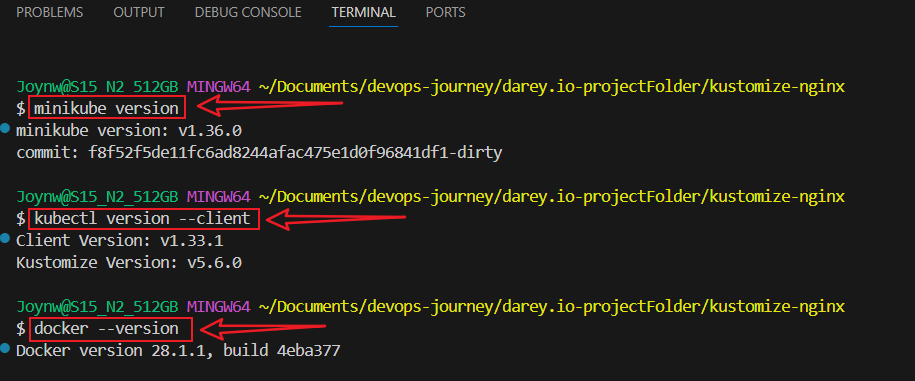 PROBLEMS OUTPUT DEBUG CONSOLE TERMINAL PORTS
Joynw@S15_N2_512GB MINGW64 ~/Documents/devops-journey/darey.io-projectFolder/kustomize-nginx
$ minikube version
minikube version: v1.36.0
commit: f8f52f5de11fc6ad8244afac475e1d0f96841df1-dirty
Joynw@S15_N2_512GB MINGW64 ~/Documents/devops-journey/darey.io-projectFolder/kustomize-nginx
$ kubectl version --client
Client Version: v1.33.1
Kustomize Version: v5.6.0
Joynw@S15_N2_512GB MINGW64 ~/Documents/devops-journey/darey.io-projectFolder/kustomize-nginx
$ docker --version
Docker version 28.1.1, build 4eba377